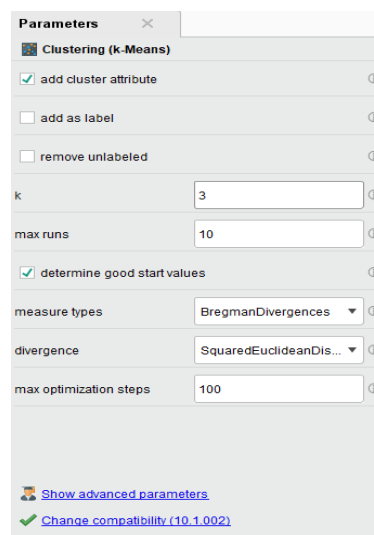 Parameters
Clustering (k-Means)
add cluster attribute
add as label
remove unlabeled
k 3
max runs 10
determine good start values
measure types BregmanDivergences
divergence SquaredEuclideanDis...
max optimization steps 100
Show advanced parameters
Change compatibility (10.1.002)